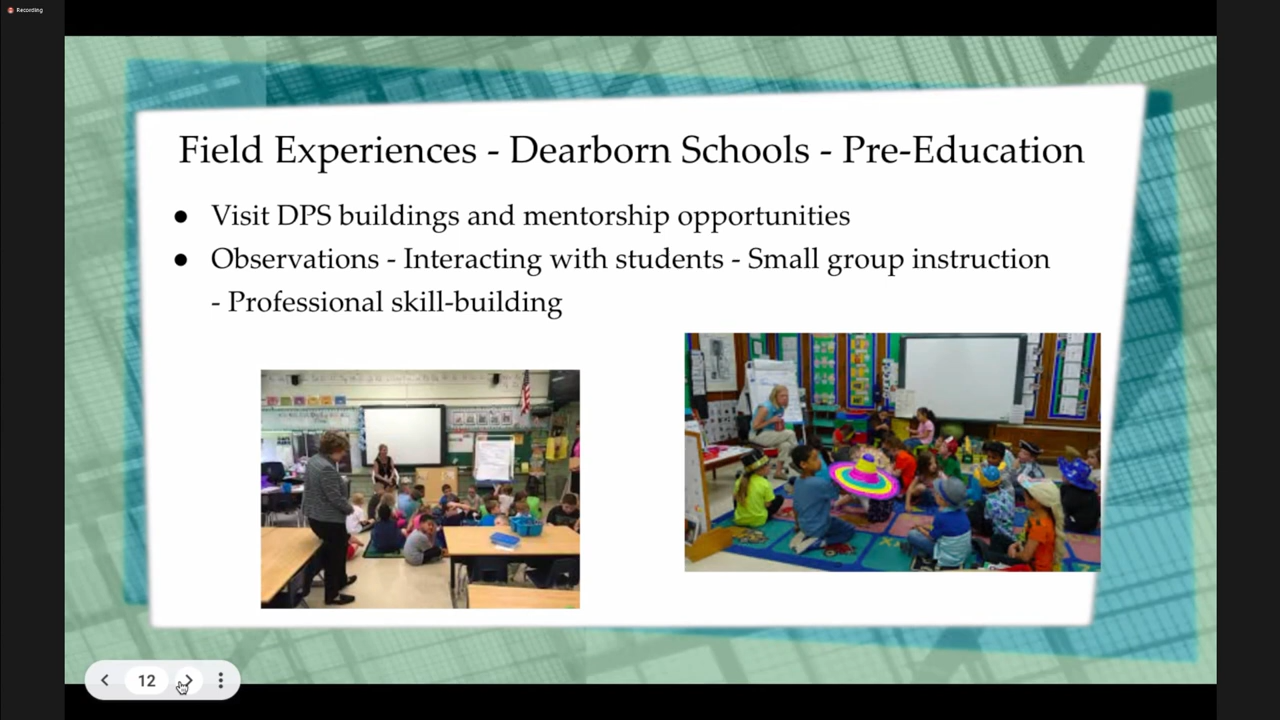 Recording
Field Experiences - Dearborn Schools - Pre-Education
● Visit DPS buildings and mentorship opportunities
● Observations - Interacting with students - Small group instruction
- Professional skill-building
12